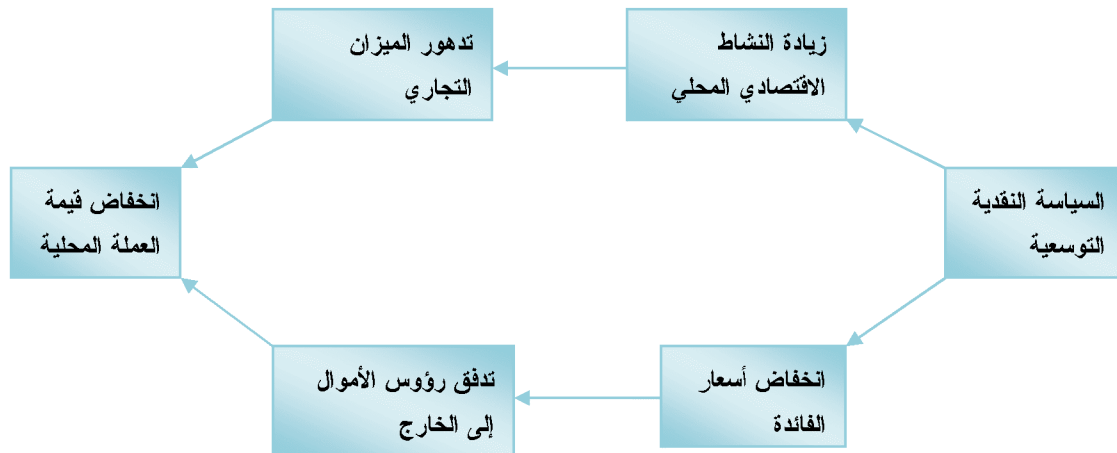 زيادة النشاط
الاقتصادي المحلي
تدهور الميزان
التجاري
السياسة النقدية
التوسعية
انخفاض قيمة
العملة المحلية
انخفاض أسعار
الفائدة
تدفق رؤوس الأموال
إلى الخارج